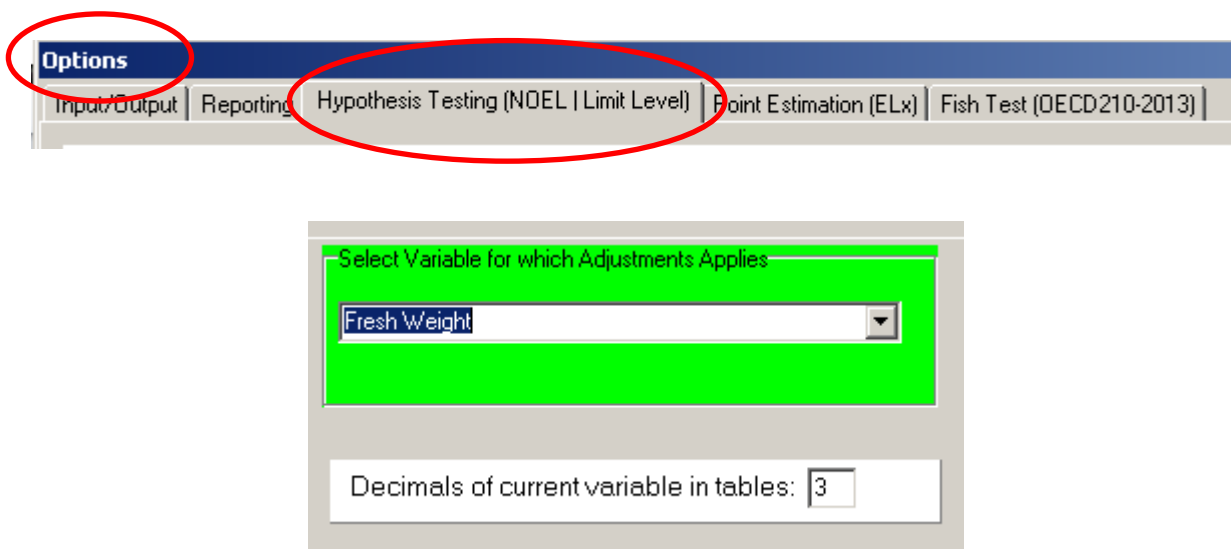 Options
Input/Output Reporting Hypothesis Testing (NOEL | Limit Level) Point Estimation (ELx) Fish Test (OECD210-2013)
Select Variable for which Adjustments Applies
Fresh Weight
Decimals of current variable in tables: 3